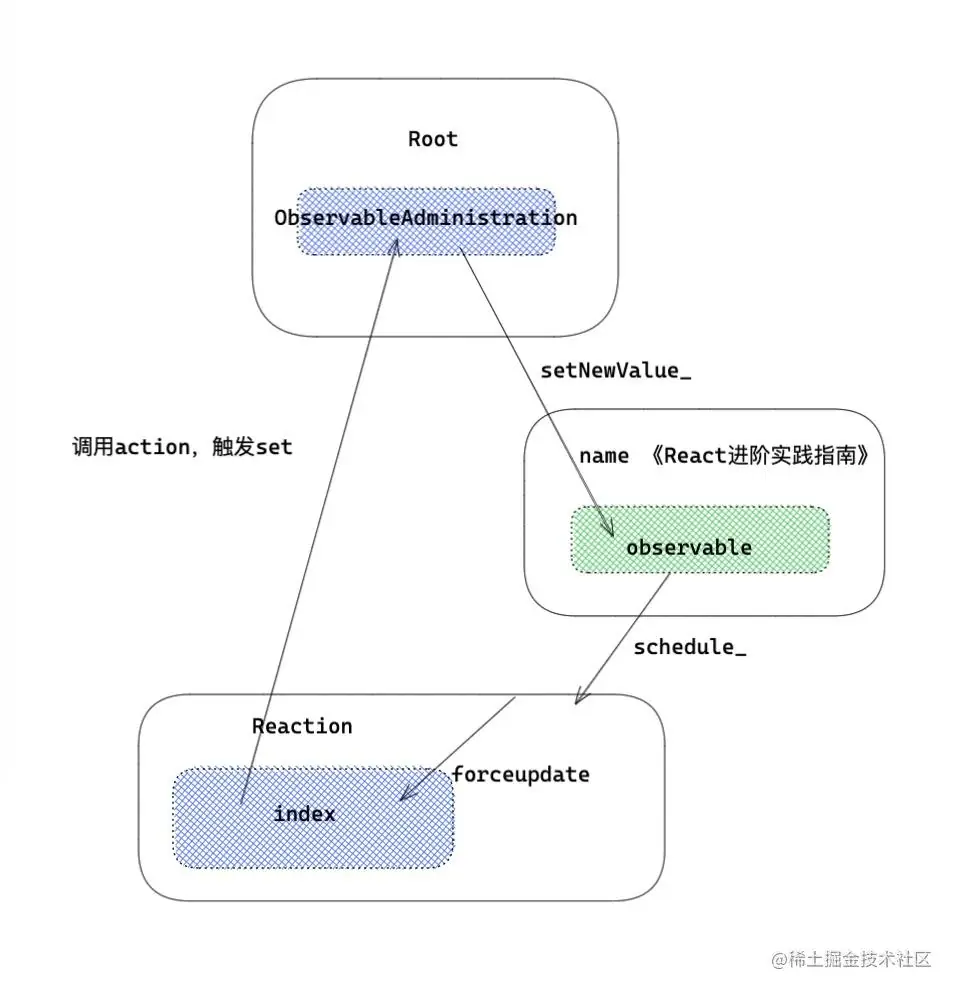 Root
ObservableAdministration
setNewValue_
调用action，触发set
name 《React进阶实践指南》
observable
schedule_
Reaction
forceupdate
index
@稀土掘金技术社区